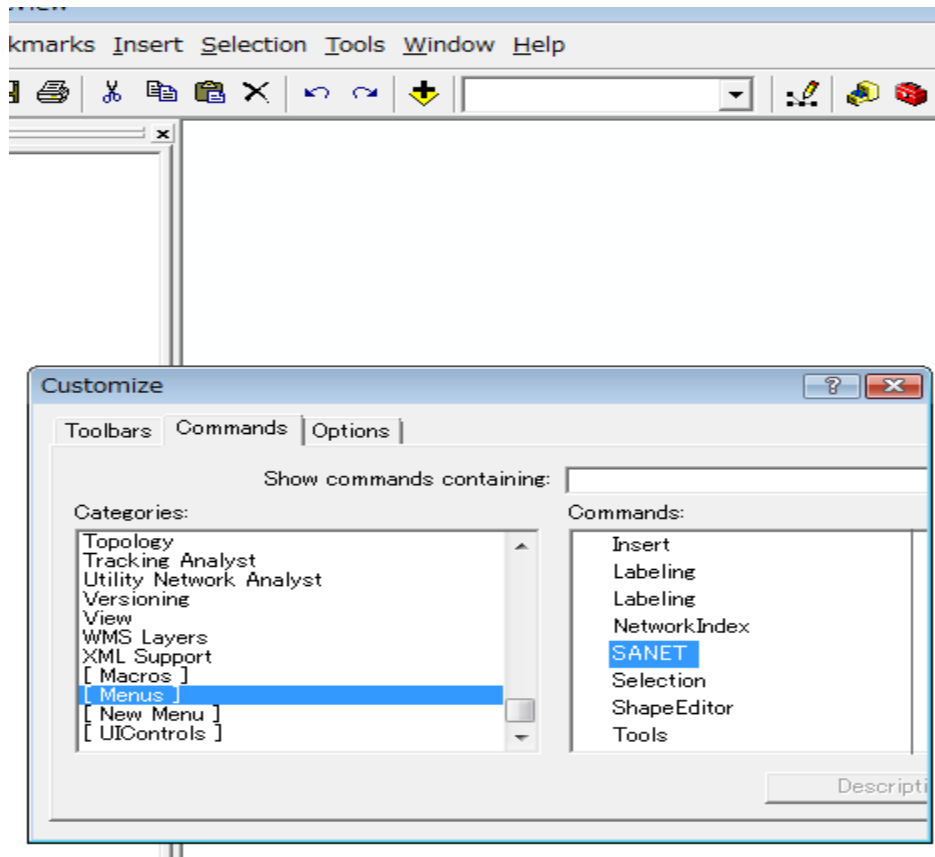 kmarks Insert Selection Tools Window Help
Customize
Toolbars Commands Options
Show commands containing:
Categories:
Topology
Tracking Analyst
Utility Network Analyst
Versioning
View
WMS Layers
XML Support
[ Macros ]
[ Menus ]
[ New Menu ]
[ UIControls ]
Commands:
Insert
Labeling
Labeling
NetworkIndex
SANET
Selection
ShapeEditor
Tools
Descripti